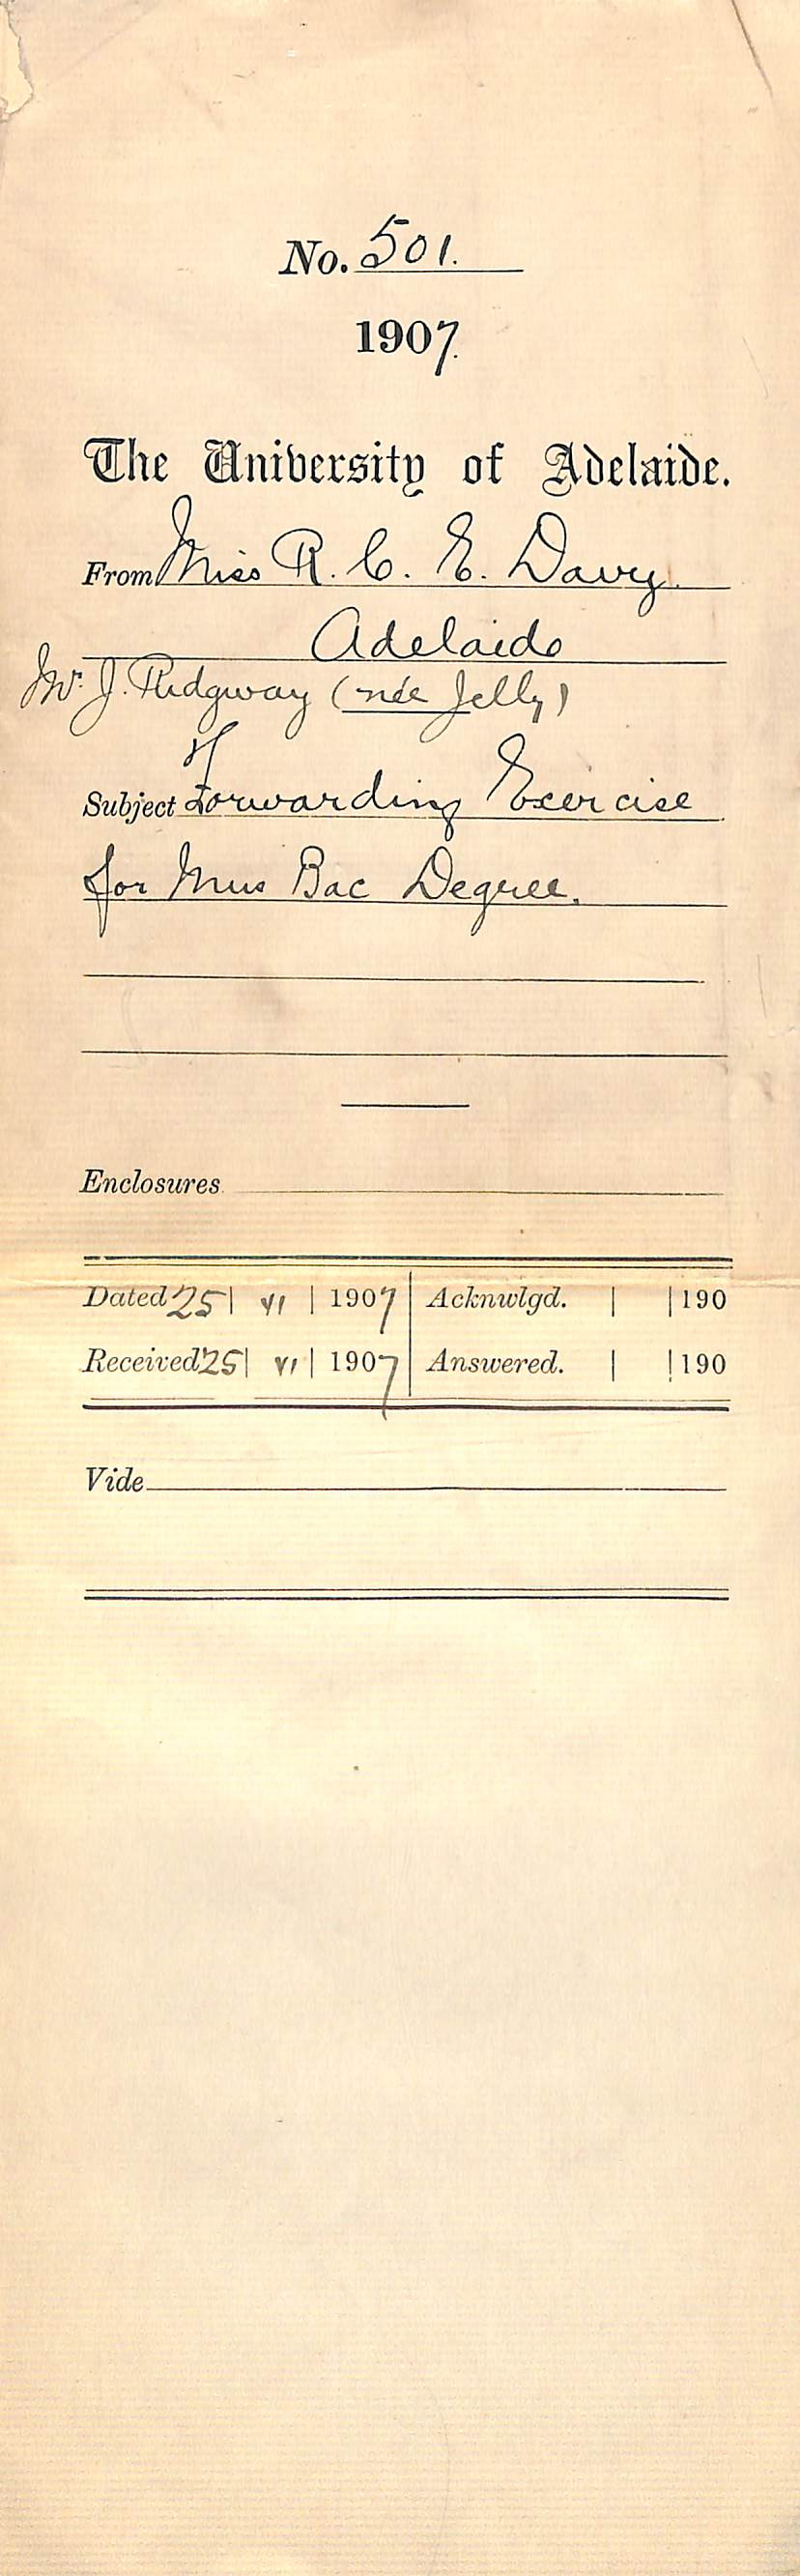 No. 501.
1907.
The University of Adelaide.
From Miss R. C. E. Davy.
Adelaide
J. Ridgway (née Jelly)
Subject Forwarding Exercise
for Mus Bac Degree.
Enclosures
Dated 25 | VI | 1907 | Acknwlgd. | | 190
Received 25 | VI | 1907 | Answered. | | 190
Vide